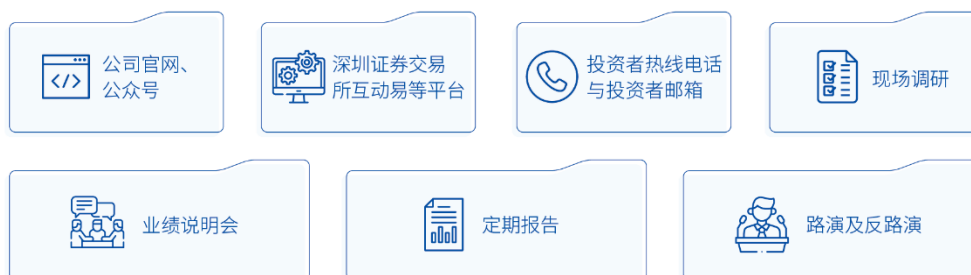 公司官网、
公众号
深圳证券交易
所互动易等平台
投资者热线电话
与投资者邮箱
现场调研
业绩说明会
定期报告
路演及反路演